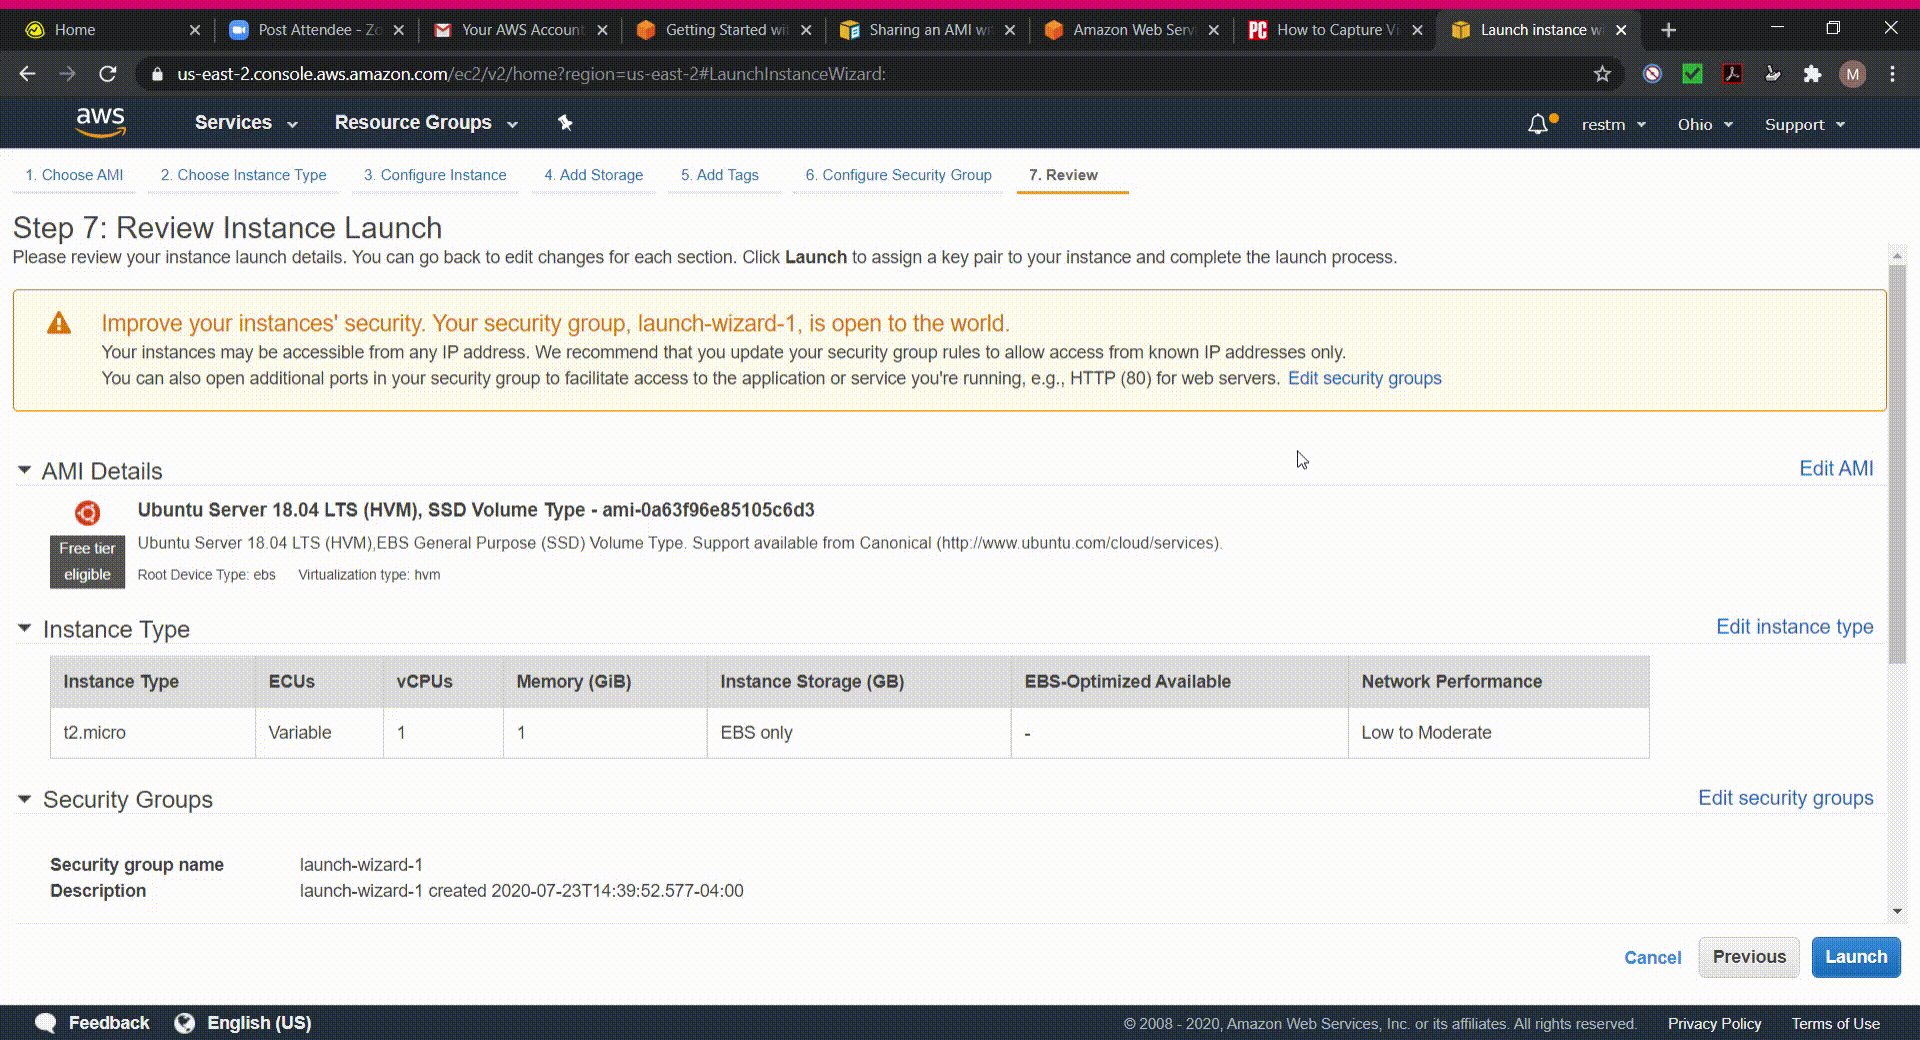 Home
Post Attendee - Zo
Your AWS Account
Getting Started wit
Sharing an AMI wi
Amazon Web Serv
PC How to Capture Vi
Launch instance w
us-east-2.console.aws.amazon.com/ec2/v2/home?region=us-east-2#LaunchInstanceWizard:
M
aws Services Resource Groups restm Ohio Support
1. Choose AMI 2. Choose Instance Type 3. Configure Instance 4. Add Storage 5. Add Tags 6. Configure Security Group 7. Review
Step 7: Review Instance Launch
Please review your instance launch details. You can go back to edit changes for each section. Click Launch to assign a key pair to your instance and complete the launch process.
Improve your instances' security. Your security group, launch-wizard-1, is open to the world.
Your instances may be accessible from any IP address. We recommend that you update your security group rules to allow access from known IP addresses only.
You can also open additional ports in your security group to facilitate access to the application or service you're running, e.g., HTTP (80) for web servers. Edit security groups
AMI Details Edit AMI
Ubuntu Server 18.04 LTS (HVM), SSD Volume Type - ami-0a63f96e85105c6d3
Free tier eligible
Ubuntu Server 18.04 LTS (HVM),EBS General Purpose (SSD) Volume Type. Support available from Canonical (http://www.ubuntu.com/cloud/services).
Root Device Type: ebs Virtualization type: hvm
Instance Type Edit instance type
Instance Type ECUs vCPUs Memory (GiB) Instance Storage (GB) EBS-Optimized Available Network Performance
t2.micro Variable 1 1 EBS only - Low to Moderate
Security Groups Edit security groups
Security group name launch-wizard-1
Description launch-wizard-1 created 2020-07-23T14:39:52.577-04:00
Cancel Previous Launch
Feedback English (US) © 2008 - 2020, Amazon Web Services, Inc. or its affiliates. All rights reserved. Privacy Policy Terms of Use